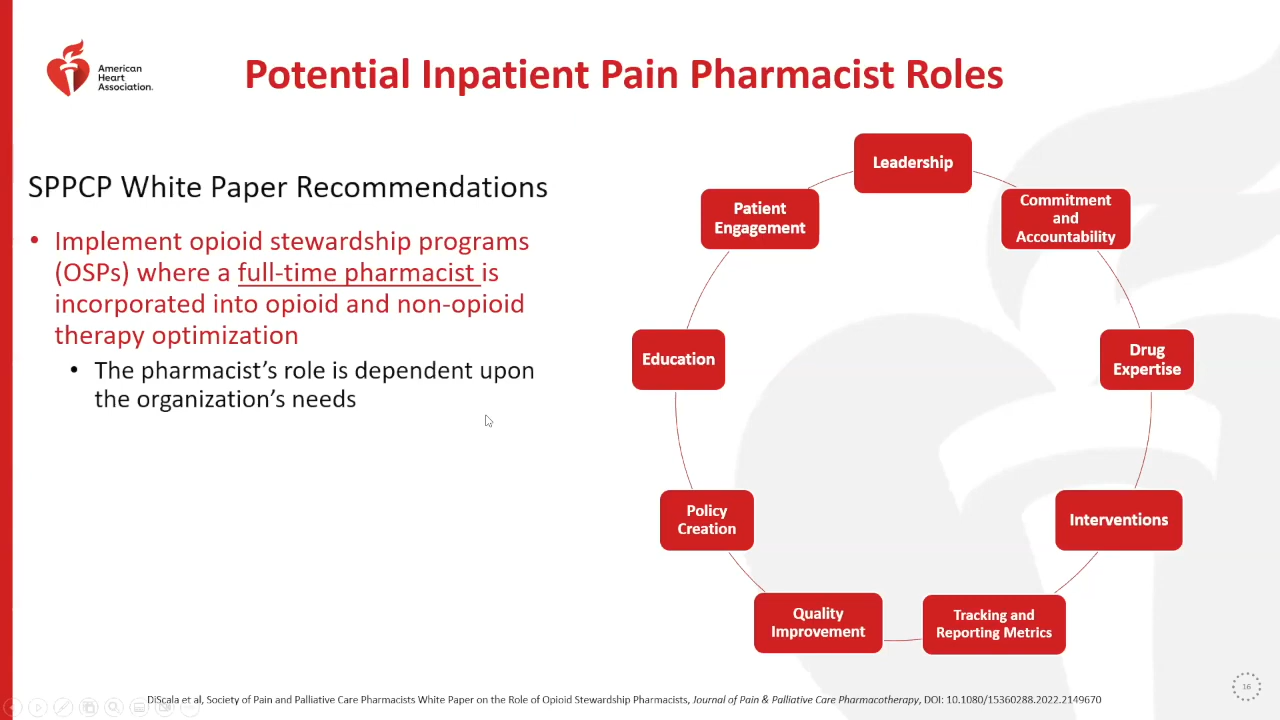 American
Heart
Association.
Potential Inpatient Pain Pharmacist Roles
SPPCP White Paper Recommendations
• Implement opioid stewardship programs
(OSPs) where a full-time pharmacist is
incorporated into opioid and non-opioid
therapy optimization
• The pharmacist’s role is dependent upon
the organization’s needs
Leadership
Commitment
and
Accountability
Drug
Expertise
Interventions
Tracking and
Reporting Metrics
Quality
Improvement
Policy
Creation
Education
Patient
Engagement
DiScala et al, Society of Pain and Palliative Care Pharmacists White Paper on the Role of Opioid Stewardship Pharmacists, Journal of Pain & Palliative Care Pharmacotherapy, DOI: 10.1080/15360288.2022.2149670
16